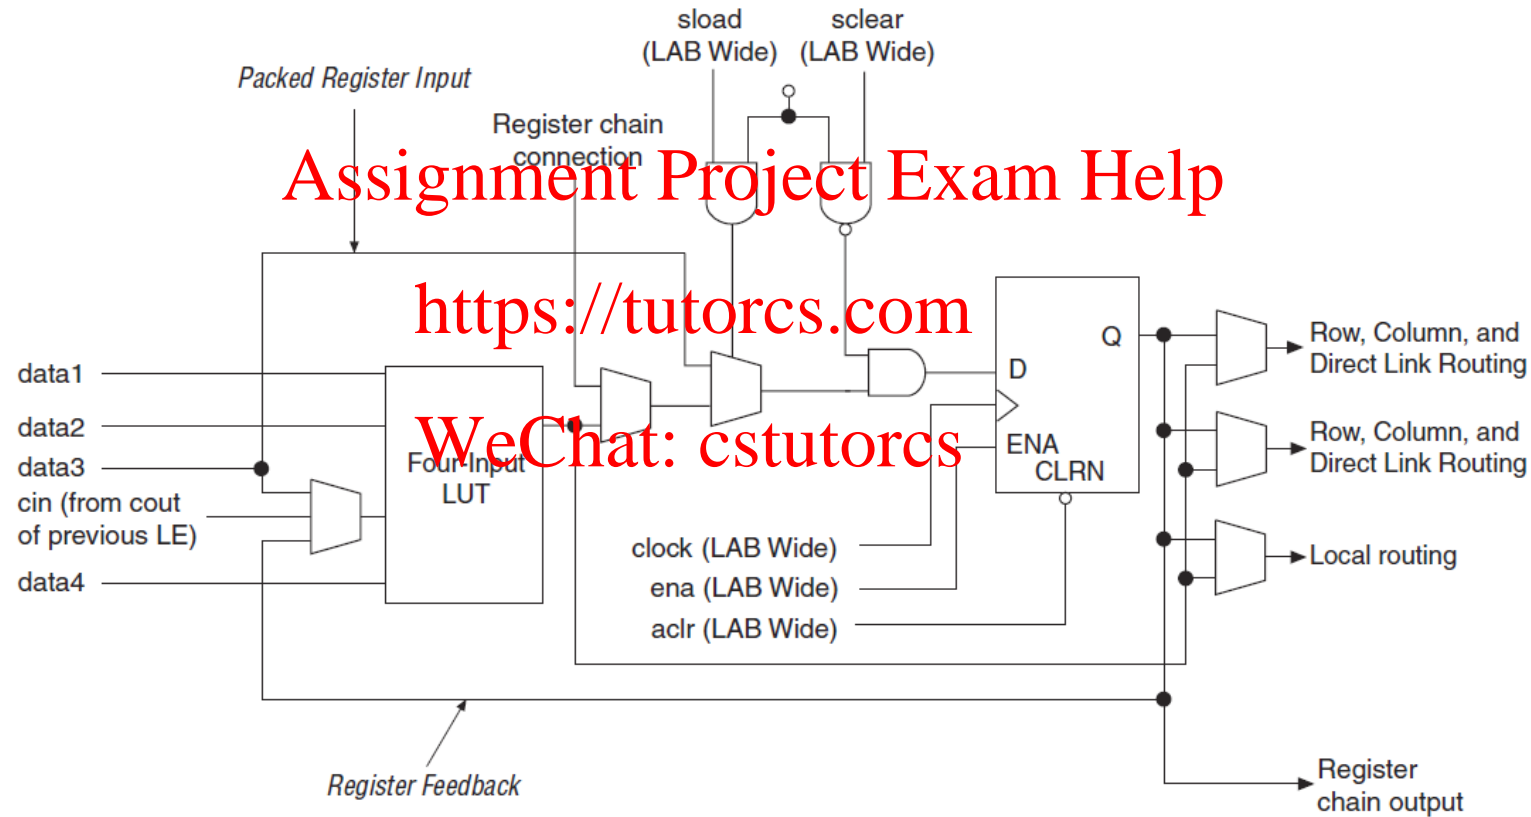 sload
(LAB Wide)
sclear
(LAB Wide)
Packed Register Input
Register chain
connection
Assignment Project Exam Help
https://tutorcs.com
WeChat: cstutorcs
data1
data2
data3
cin (from cout
of previous LE)
data4
Four-Input
LUT
D
Q
ENA
CLRN
clock (LAB Wide)
ena (LAB Wide)
aclr (LAB Wide)
Row, Column, and
Direct Link Routing
Row, Column, and
Direct Link Routing
Local routing
Register Feedback
Register
chain output